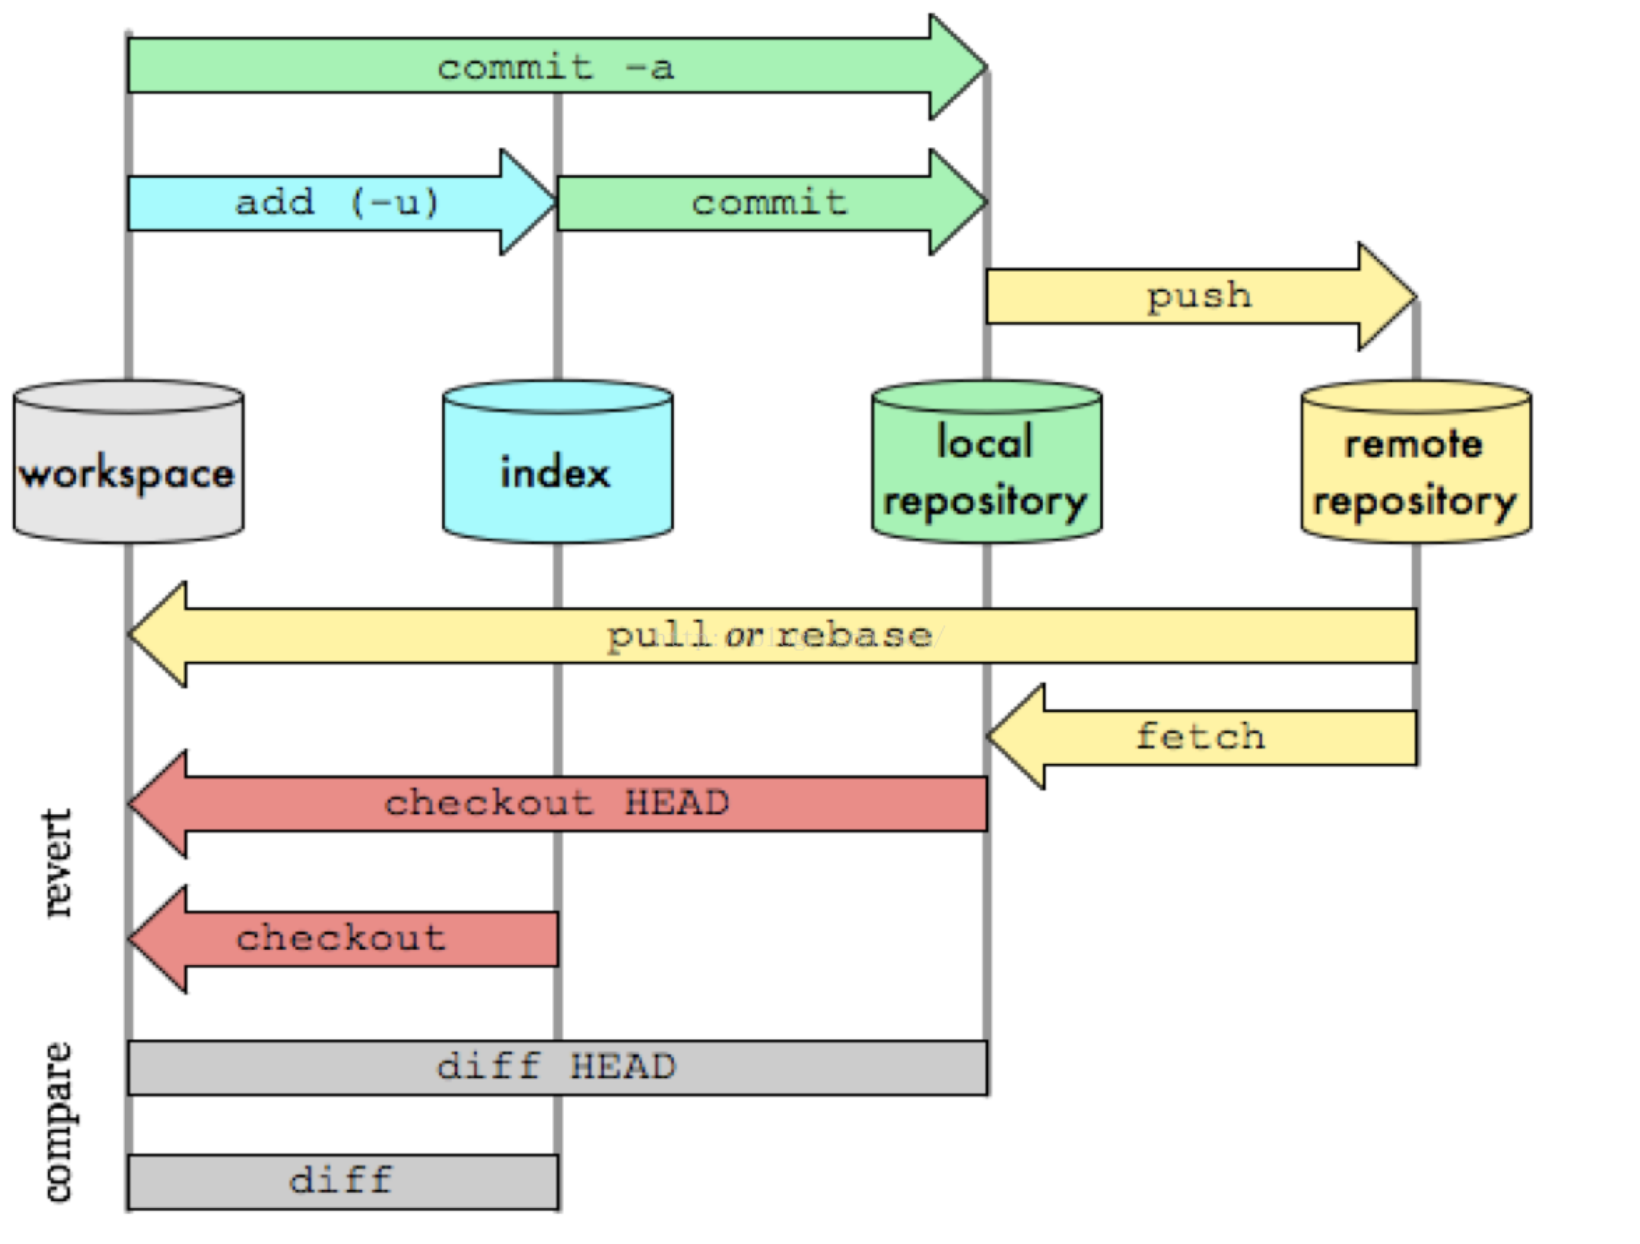 commit -a
add (-u)
commit
push
workspace
index
local
repository
remote
repository
pull or rebase
fetch
checkout HEAD
revert
checkout
diff HEAD
compare
diff